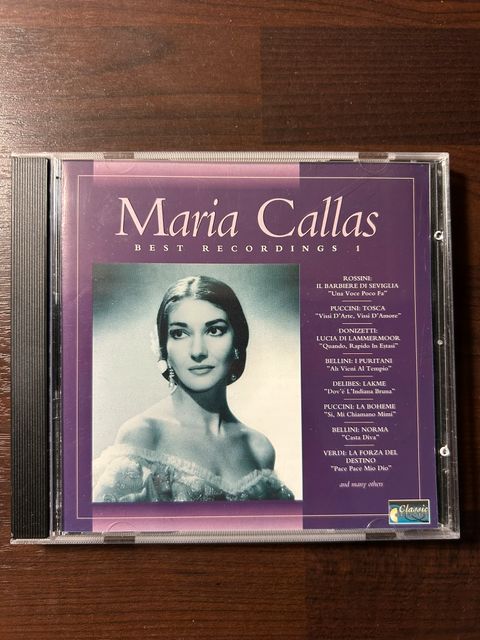 Maria Callas
BEST RECORDINGS 1
ROSSINI:
IL BARBIERE DI SEVIGLIA
"Una Voce Poco Fa"
PUCCINI: TOSCA
"Vissi D'Arte, Vissi D'Amore"
DONIZETTI:
LUCIA DI LAMMERMOOR
"Quando, Rapido In Estasi"
BELLINI: I PURITANI
"Ah Vieni Al Tempio"
DELIBES: LAKME
"Dov'è L'Indiana Bruna"
PUCCINI: LA BOHEME
"Si, Mi Chiamano Mimi"
BELLINI: NORMA
"Casta Diva"
VERDI: LA FORZA DEL
DESTINO
"Pace Pace Mio Dio"
and many others
Classic